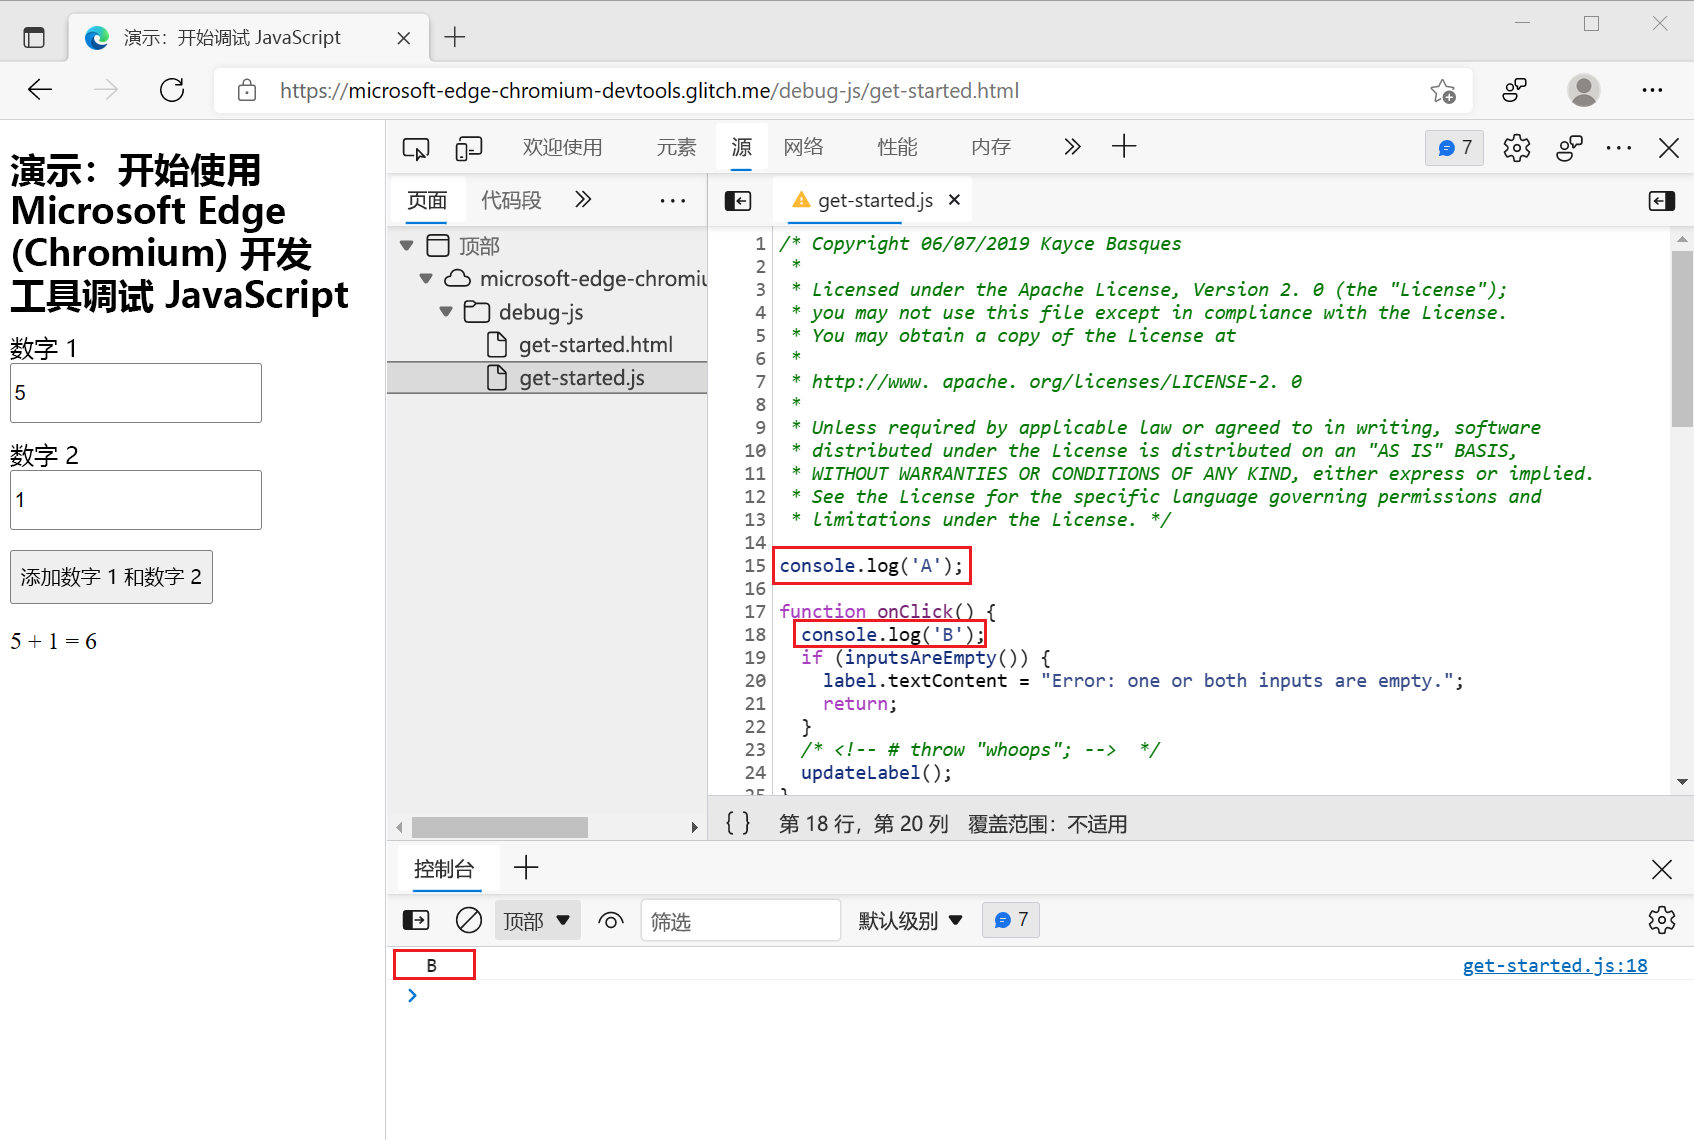 演示：开始调试 JavaScript
https://microsoft-edge-chromium-devtools.glitch.me/debug-js/get-started.html
演示：开始使用
Microsoft Edge
(Chromium) 开发
工具调试 JavaScript
数字 1
5
数字 2
1
添加数字 1 和数字 2
5 + 1 = 6
欢迎使用 元素 源 网络 性能 内存 7
页面 代码段
顶部
microsoft-edge-chromiu
debug-js
get-started.html
get-started.js
get-started.js
1 /* Copyright 06/07/2019 Kayce Basques
2 *
3 * Licensed under the Apache License, Version 2. 0 (the "License");
4 * you may not use this file except in compliance with the License.
5 * You may obtain a copy of the License at
6 *
7 * http://www. apache. org/licenses/LICENSE-2. 0
8 *
9 * Unless required by applicable law or agreed to in writing, software
10 * distributed under the License is distributed on an "AS IS" BASIS,
11 * WITHOUT WARRANTIES OR CONDITIONS OF ANY KIND, either express or implied.
12 * See the License for the specific language governing permissions and
13 * limitations under the License. */
14
15 console.log('A');
16
17 function onClick() {
18 console.log('B');
19 if (inputsAreEmpty()) {
20 label.textContent = "Error: one or both inputs are empty.";
21 return;
22 }
23 /* <!-- # throw "whoops"; --> */
24 updateLabel();
25 }
{ } 第 18 行，第 20 列 覆盖范围：不适用
控制台
顶部 筛选 默认级别 7
B get-started.js:18